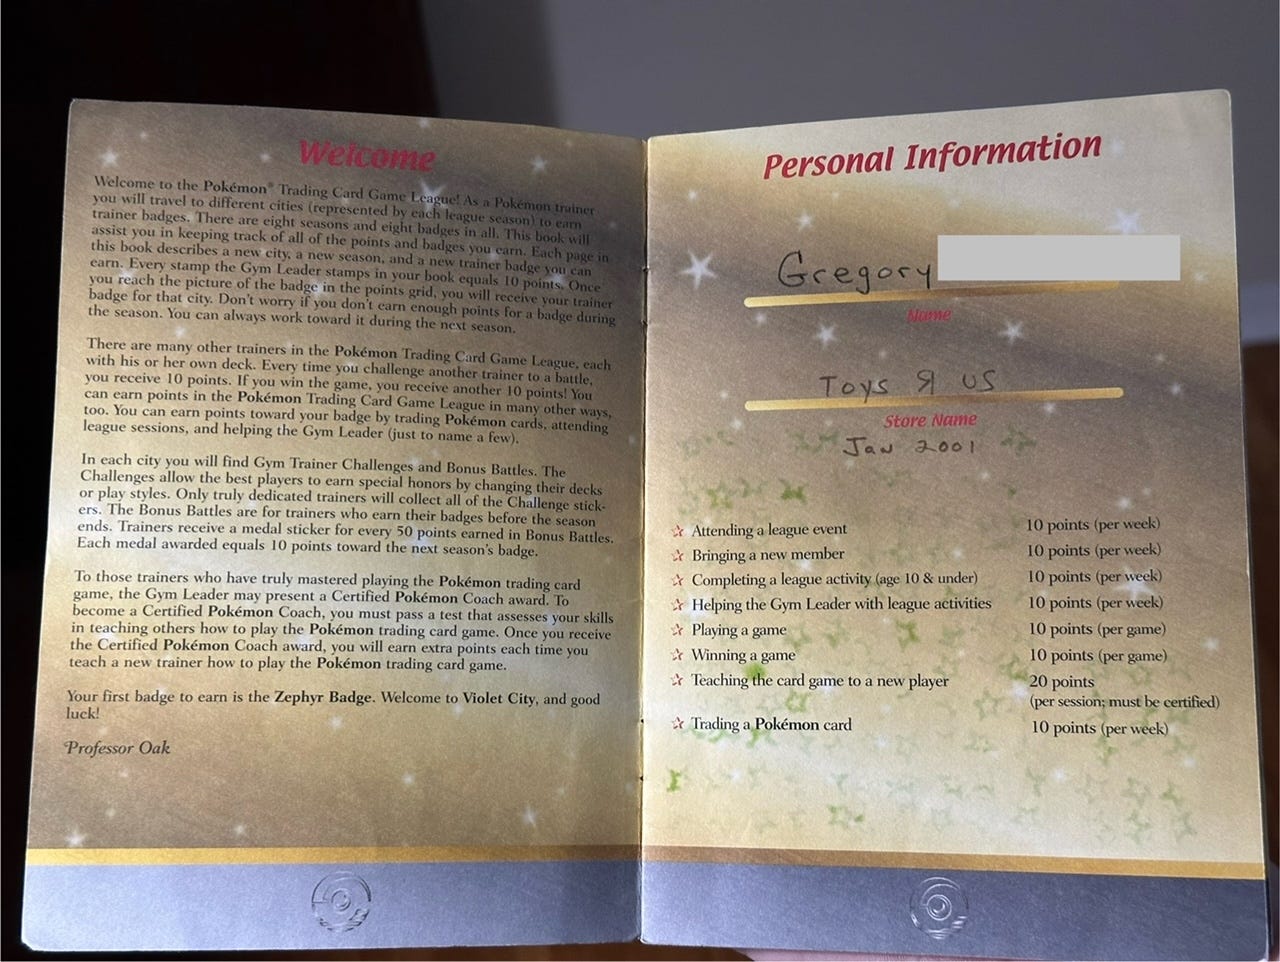 Welcome
Welcome to the Pokémon® Trading Card Game League! As a Pokémon trainer
you will travel to different cities (represented by each league season) to earn
trainer badges. There are eight seasons and eight badges in all. This book will
assist you in keeping track of all of the points and badges you earn. Each page in
this book describes a new city, a new season, and a new trainer badge you can
earn. Every stamp the Gym Leader stamps in your book equals 10 points. Once
you reach the picture of the badge in the points grid, you will receive your trainer
badge for that city. Don't worry if you don't earn enough points for a badge during
the season. You can always work toward it during the next season.
There are many other trainers in the Pokémon Trading Card Game League, each
with his or her own deck. Every time you challenge another trainer to a battle,
you receive 10 points. If you win the game, you receive another 10 points! You
can earn points in the Pokémon Trading Card Game League in many other ways,
too. You can earn points toward your badge by trading Pokémon cards, attending
league sessions, and helping the Gym Leader (just to name a few).
In each city you will find Gym Trainer Challenges and Bonus Battles. The
Challenges allow the best players to earn special honors by changing their decks
or play styles. Only truly dedicated trainers will collect all of the Challenge stick-
ers. The Bonus Battles are for trainers who earn their badges before the season
ends. Trainers receive a medal sticker for every 50 points earned in Bonus Battles.
Each medal awarded equals 10 points toward the next season's badge.
To those trainers who have truly mastered playing the Pokémon trading card
game, the Gym Leader may present a Certified Pokémon Coach award. To
become a Certified Pokémon Coach, you must pass a test that assesses your skills
in teaching others how to play the Pokémon trading card game. Once you receive
the Certified Pokémon Coach award, you will earn extra points each time you
teach a new trainer how to play the Pokémon trading card game.
Your first badge to earn is the Zephyr Badge. Welcome to Violet City, and good
luck!
Professor Oak
Personal Information
Gregory
Name
Toys Я US
Store Name
Jan 2001
Attending a league event 10 points (per week)
Bringing a new member 10 points (per week)
Completing a league activity (age 10 & under) 10 points (per week)
Helping the Gym Leader with league activities 10 points (per week)
Playing a game 10 points (per game)
Winning a game 10 points (per game)
Teaching the card game to a new player 20 points
(per session; must be certified)
Trading a Pokémon card 10 points (per week)